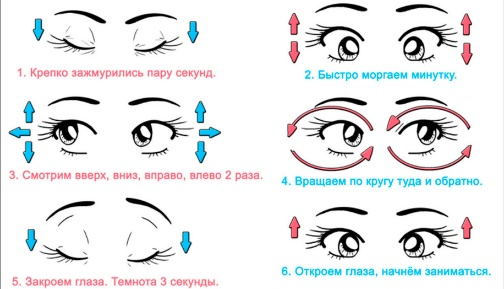 1. Крепко зажмурились пару секунд.
2. Быстро моргаем минутку.
3. Смотрим вверх, вниз, вправо, влево 2 раза.
4. Вращаем по кругу туда и обратно.
5. Закроем глаза. Темнота 3 секунды.
6. Откроем глаза, начнём заниматься.